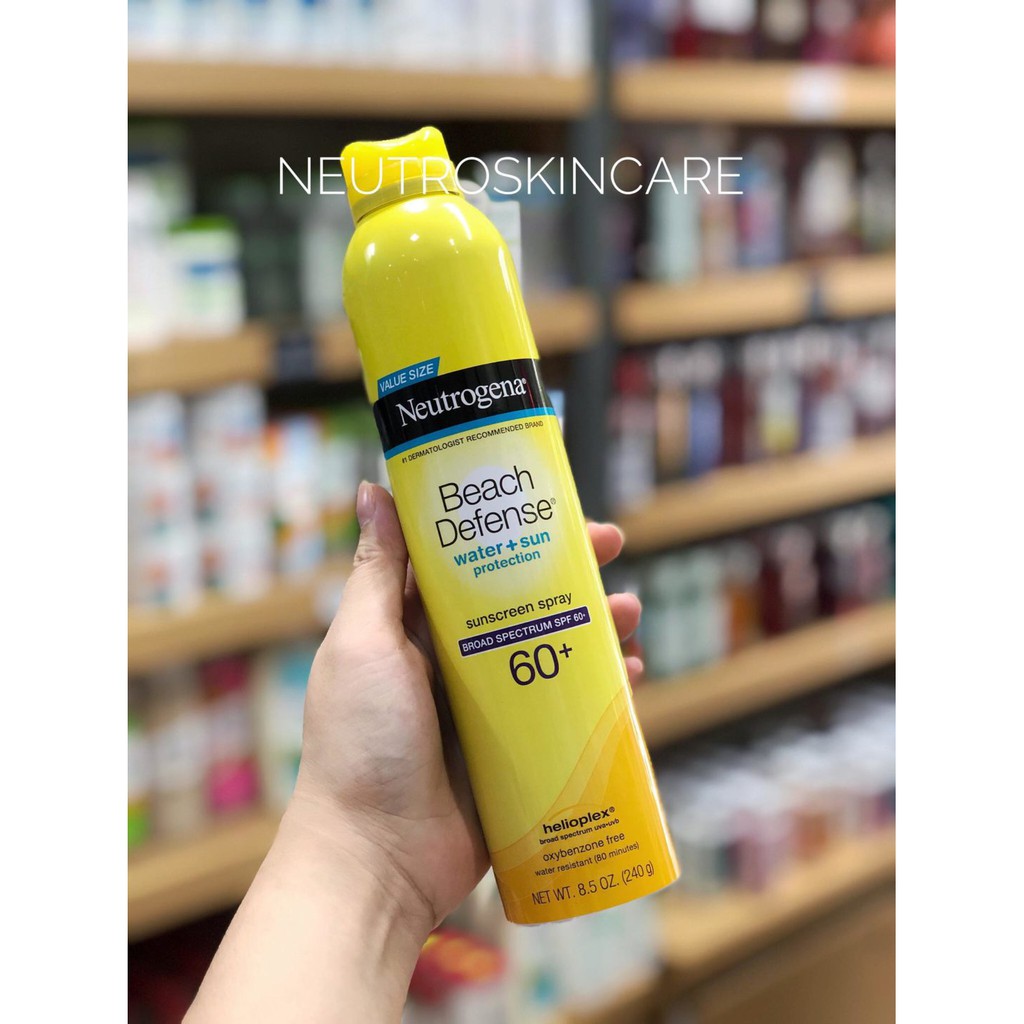 NEUTROSKINCARE
VALUE SIZE
Neutrogena®
#1 DERMATOLOGIST RECOMMENDED BRAND
Beach
Defense®
water + sun
protection
sunscreen spray
BROAD SPECTRUM SPF 60+
60+
helioplex®
broad spectrum uva•uvb
oxybenzone free
water resistant (80 minutes)
NET WT. 8.5 OZ. (240 g)